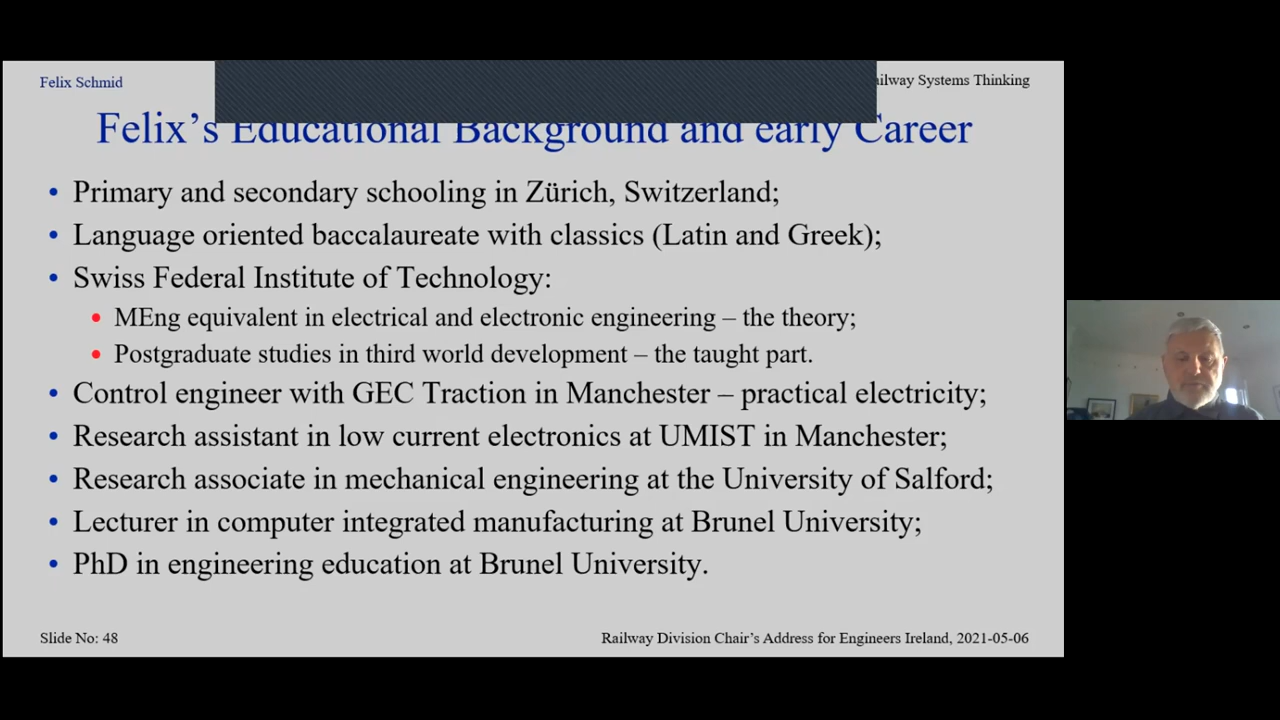 Felix Schmid
Railway Systems Thinking
Felix’s Educational Background and early Career
• Primary and secondary schooling in Zürich, Switzerland;
• Language oriented baccalaureate with classics (Latin and Greek);
• Swiss Federal Institute of Technology:
• MEng equivalent in electrical and electronic engineering – the theory;
• Postgraduate studies in third world development – the taught part.
• Control engineer with GEC Traction in Manchester – practical electricity;
• Research assistant in low current electronics at UMIST in Manchester;
• Research associate in mechanical engineering at the University of Salford;
• Lecturer in computer integrated manufacturing at Brunel University;
• PhD in engineering education at Brunel University.
Slide No: 48
Railway Division Chair’s Address for Engineers Ireland, 2021-05-06